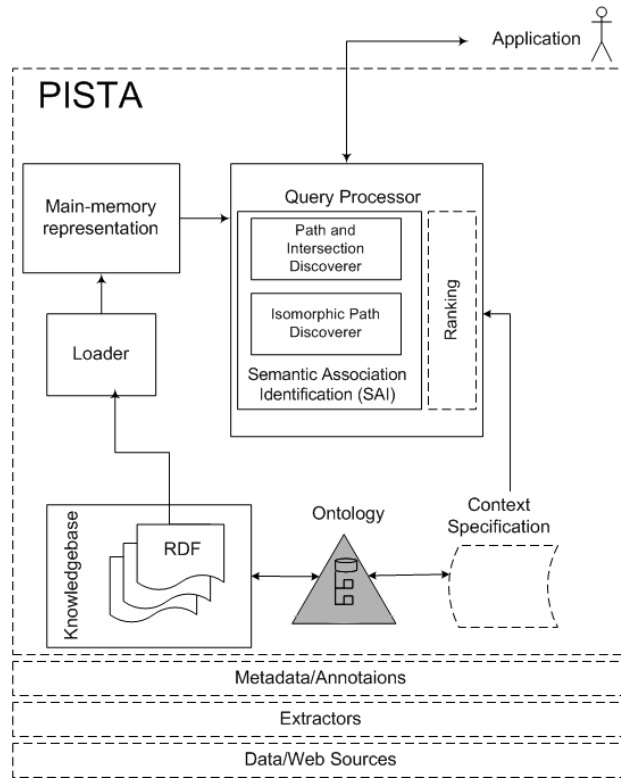 Application
PISTA
Main-memory
representation
Query Processor
Path and
Intersection
Discoverer
Isomorphic Path
Discoverer
Semantic Association
Identification (SAI)
Ranking
Loader
Knowledgebase
RDF
Ontology
Context
Specification
Metadata/Annotaions
Extractors
Data/Web Sources